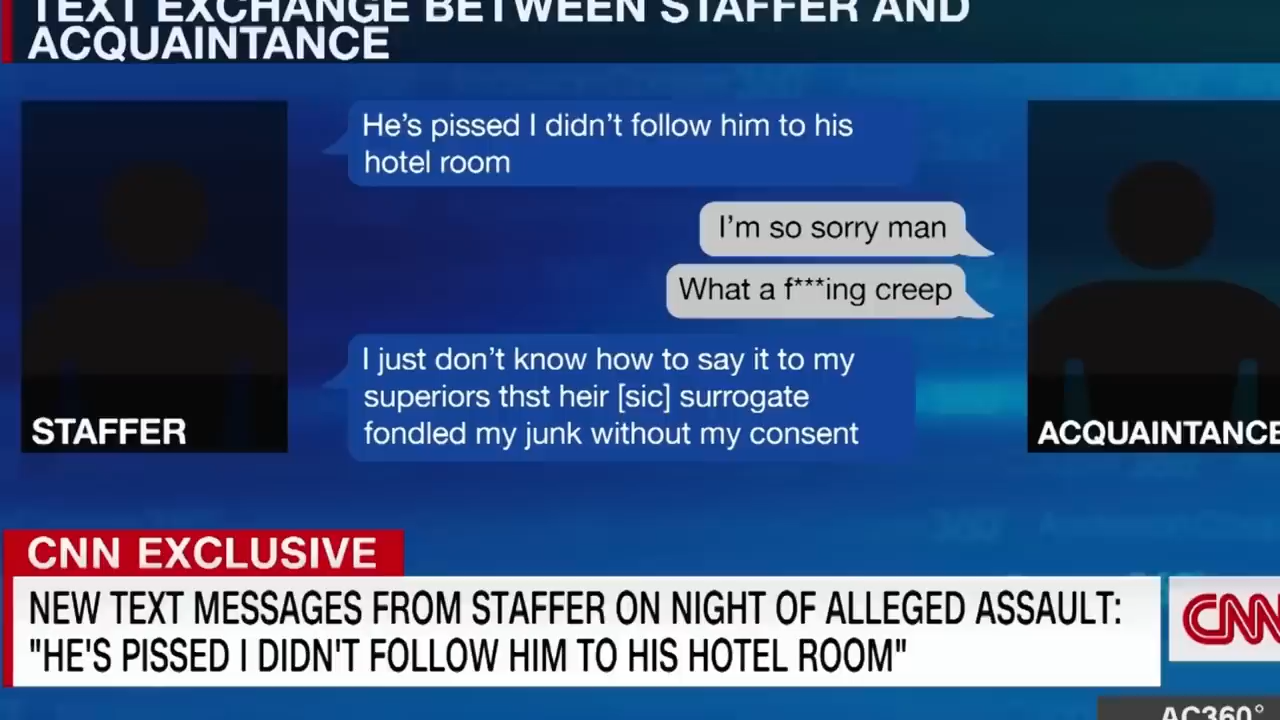 TEXT EXCHANGE BETWEEN STAFFER AND
ACQUAINTANCE
He's pissed I didn't follow him to his
hotel room
I'm so sorry man
What a f***ing creep
I just don't know how to say it to my
superiors thst heir [sic] surrogate
fondled my junk without my consent
STAFFER
ACQUAINTANCE
CNN EXCLUSIVE
NEW TEXT MESSAGES FROM STAFFER ON NIGHT OF ALLEGED ASSAULT:
"HE'S PISSED I DIDN'T FOLLOW HIM TO HIS HOTEL ROOM"
CNN
AC360°